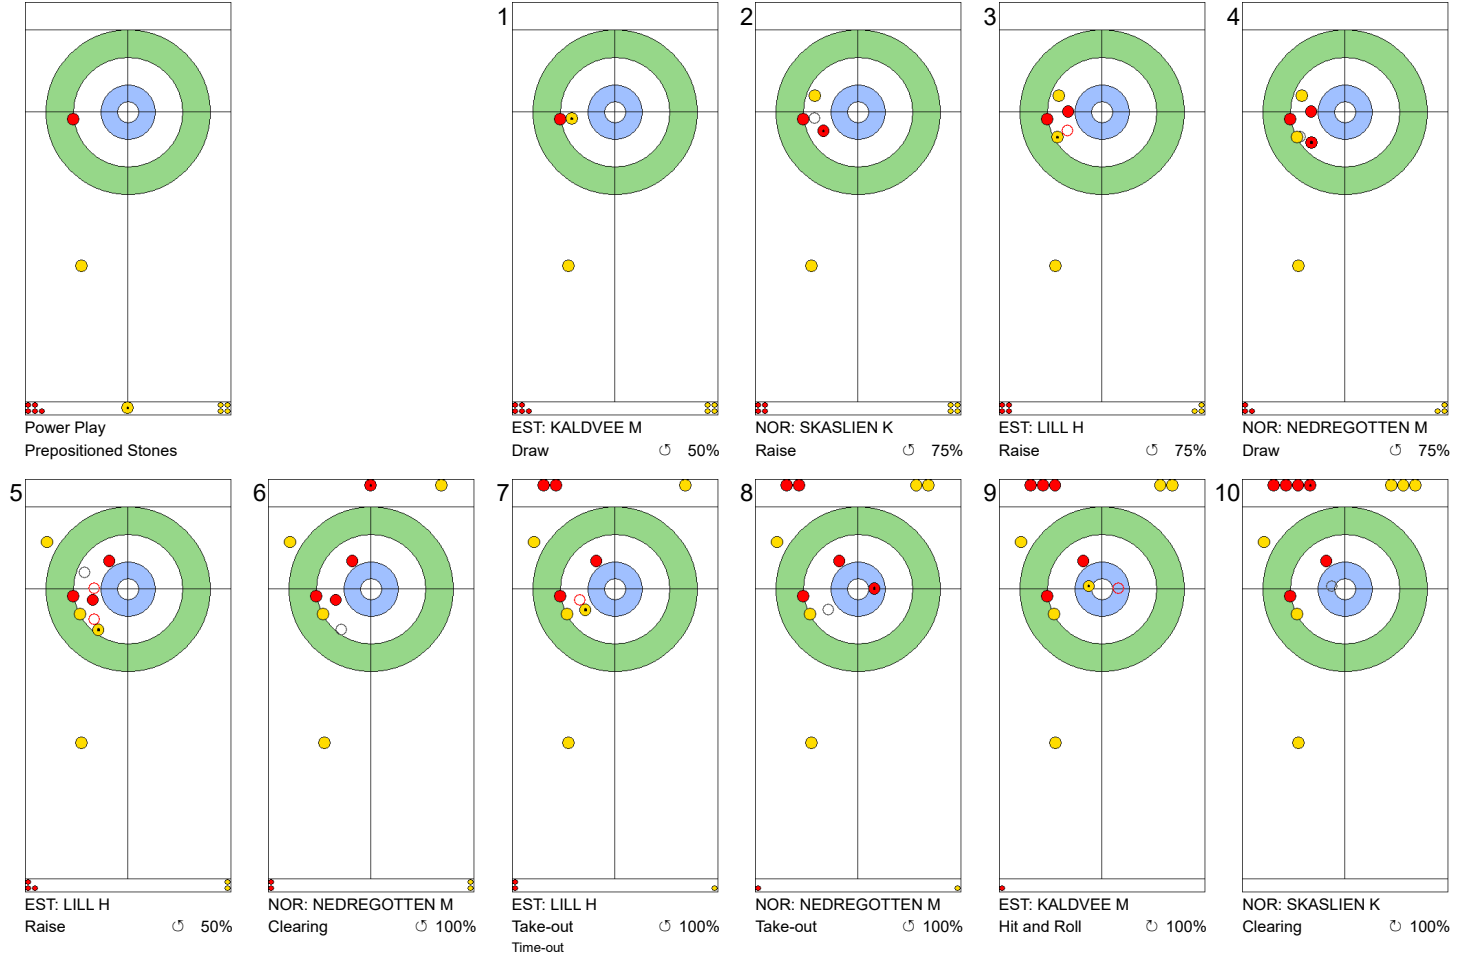 Power Play
Prepositioned Stones
1
EST: KALDVEE M
Draw ↺ 50%
2
NOR: SKASLIEN K
Raise ↺ 75%
3
EST: LILL H
Raise ↺ 75%
4
NOR: NEDREGOTTEN M
Draw ↺ 75%
5
EST: LILL H
Raise ↺ 50%
6
NOR: NEDREGOTTEN M
Clearing ↺ 100%
7
EST: LILL H
Take-out ↺ 100%
Time-out
8
NOR: NEDREGOTTEN M
Take-out ↺ 100%
9
EST: KALDVEE M
Hit and Roll ↻ 100%
10
NOR: SKASLIEN K
Clearing ↻ 100%